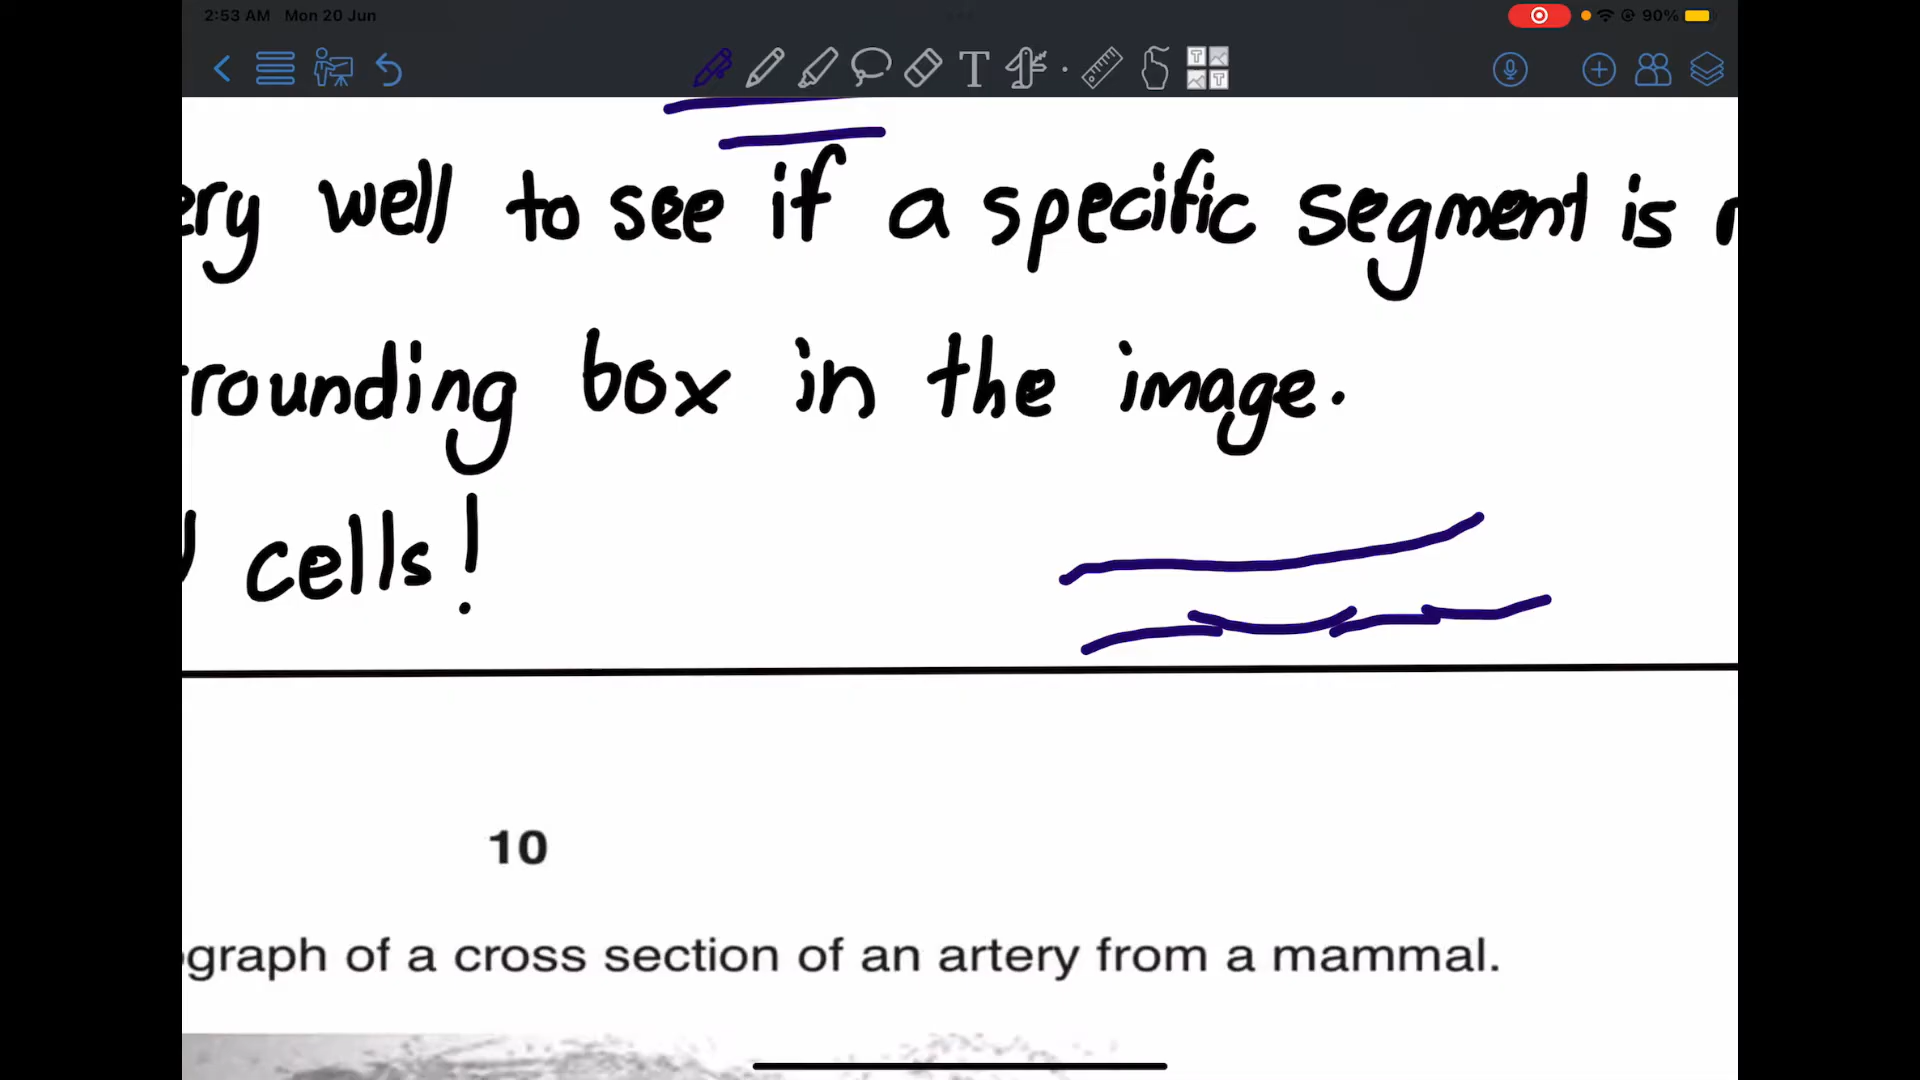 2:53 AM Mon 20 Jun 90%
ery well to see if a specific segment is
rounding box in the image.
cells!
10
graph of a cross section of an artery from a mammal.